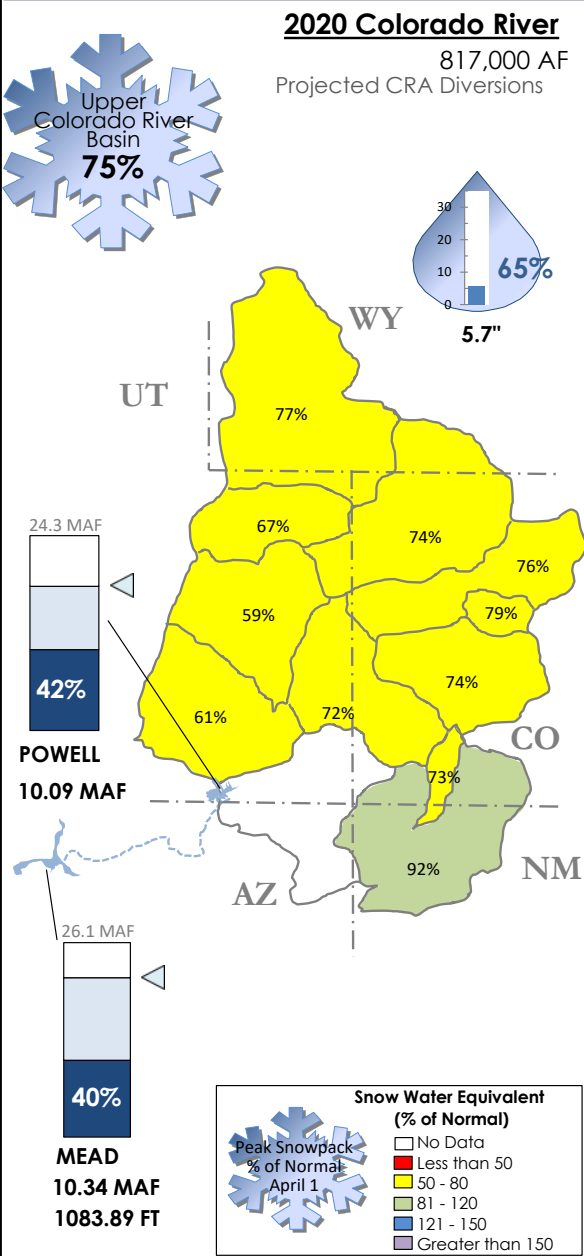 2020 Colorado River
817,000 AF
Projected CRA Diversions
Upper
Colorado River
Basin
75%
30
20
10
0
65%
5.7"
WY
UT
77%
67%
74%
76%
59%
79%
74%
61%
72%
CO
73%
92%
NM
AZ
24.3 MAF
42%
POWELL
10.09 MAF
26.1 MAF
40%
MEAD
10.34 MAF
1083.89 FT
Peak Snowpack
% of Normal
April 1
Snow Water Equivalent
(% of Normal)
No Data
Less than 50
50 - 80
81 - 120
121 - 150
Greater than 150